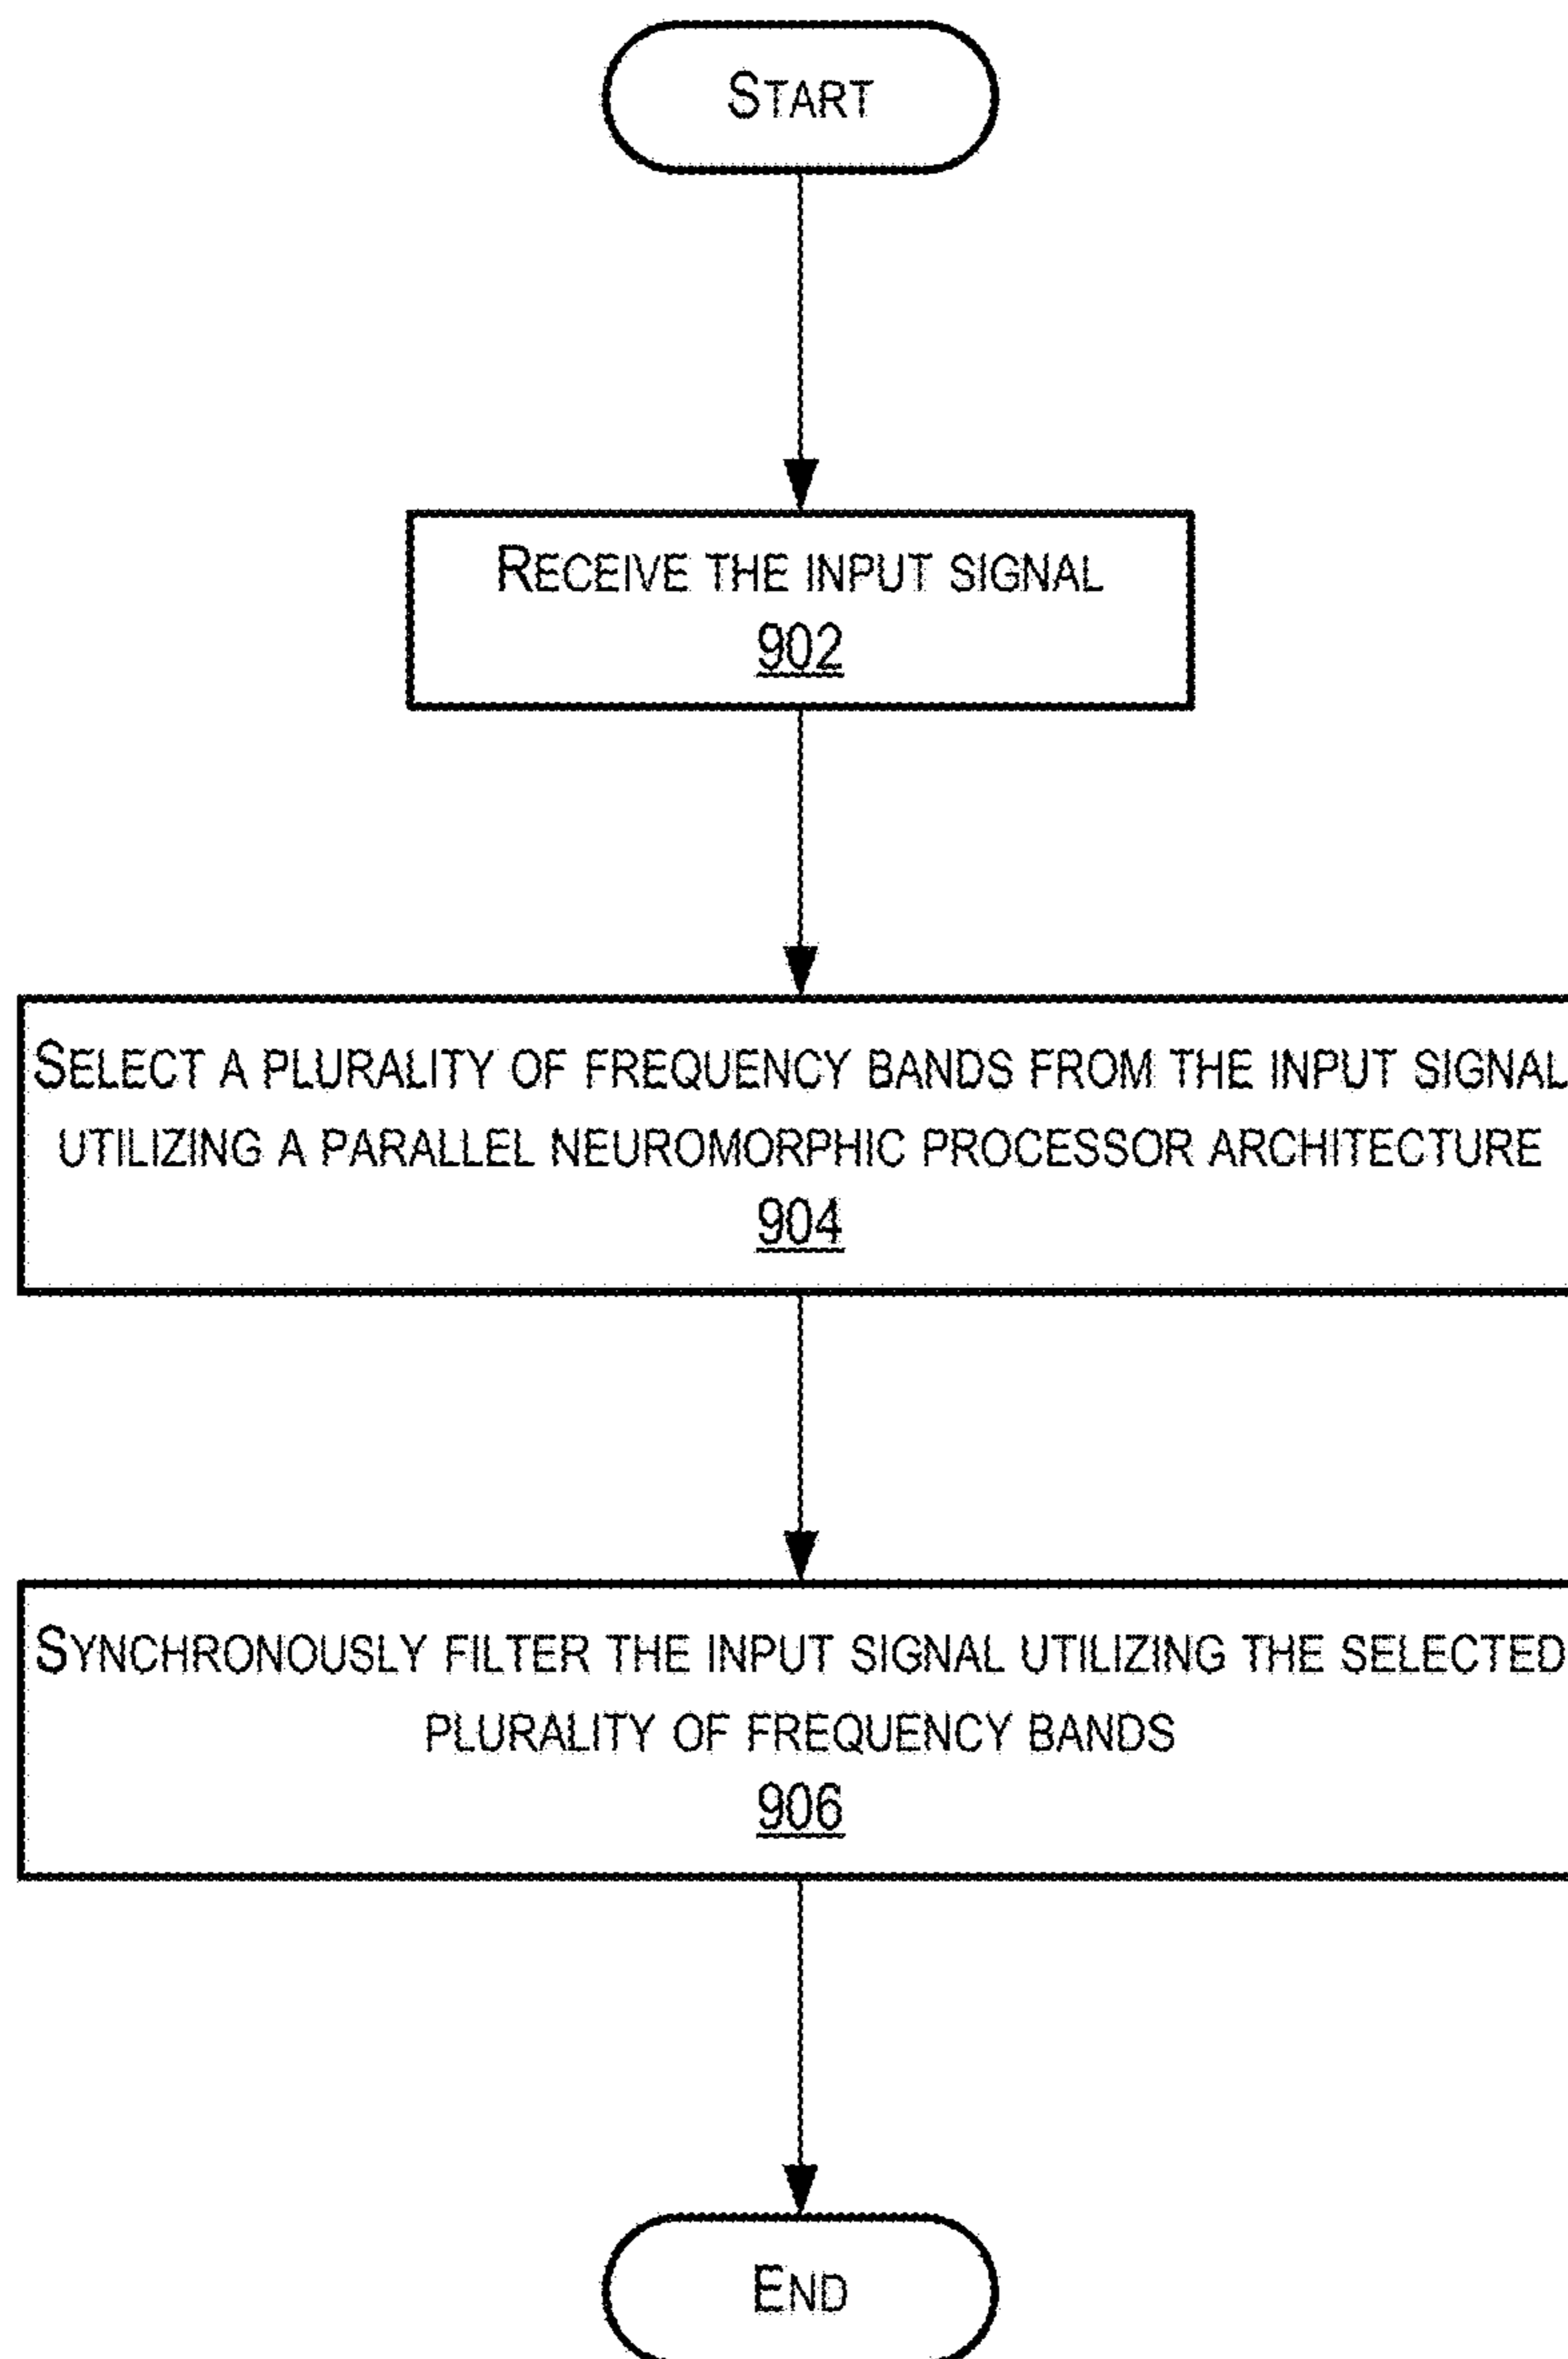 START
RECEIVE THE INPUT SIGNAL
902
SELECT A PLURALITY OF FREQUENCY BANDS FROM THE INPUT SIGNAL
UTILIZING A PARALLEL NEUROMORPHIC PROCESSOR ARCHITECTURE
904
SYNCHRONOUSLY FILTER THE INPUT SIGNAL UTILIZING THE SELECTED
PLURALITY OF FREQUENCY BANDS
906
END